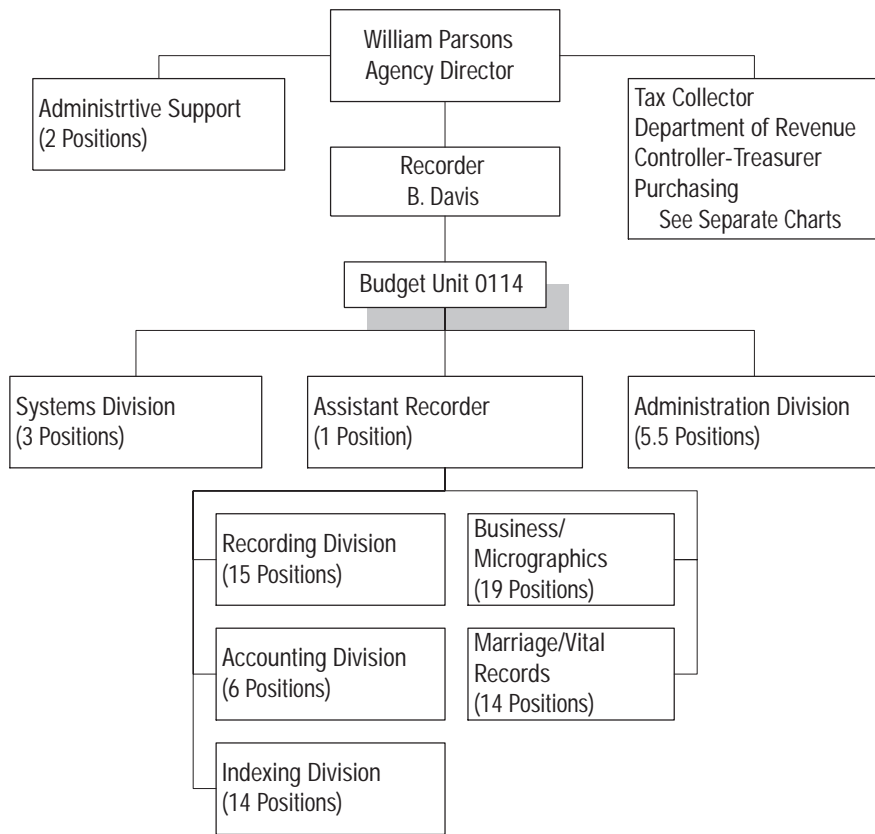 William Parsons
Agency Director
Administrtive Support
(2 Positions)
Tax Collector
Department of Revenue
Controller-Treasurer
Purchasing
See Separate Charts
Recorder
B. Davis
Budget Unit 0114
Systems Division
(3 Positions)
Assistant Recorder
(1 Position)
Administration Division
(5.5 Positions)
Recording Division
(15 Positions)
Business/
Micrographics
(19 Positions)
Accounting Division
(6 Positions)
Marriage/Vital
Records
(14 Positions)
Indexing Division
(14 Positions)